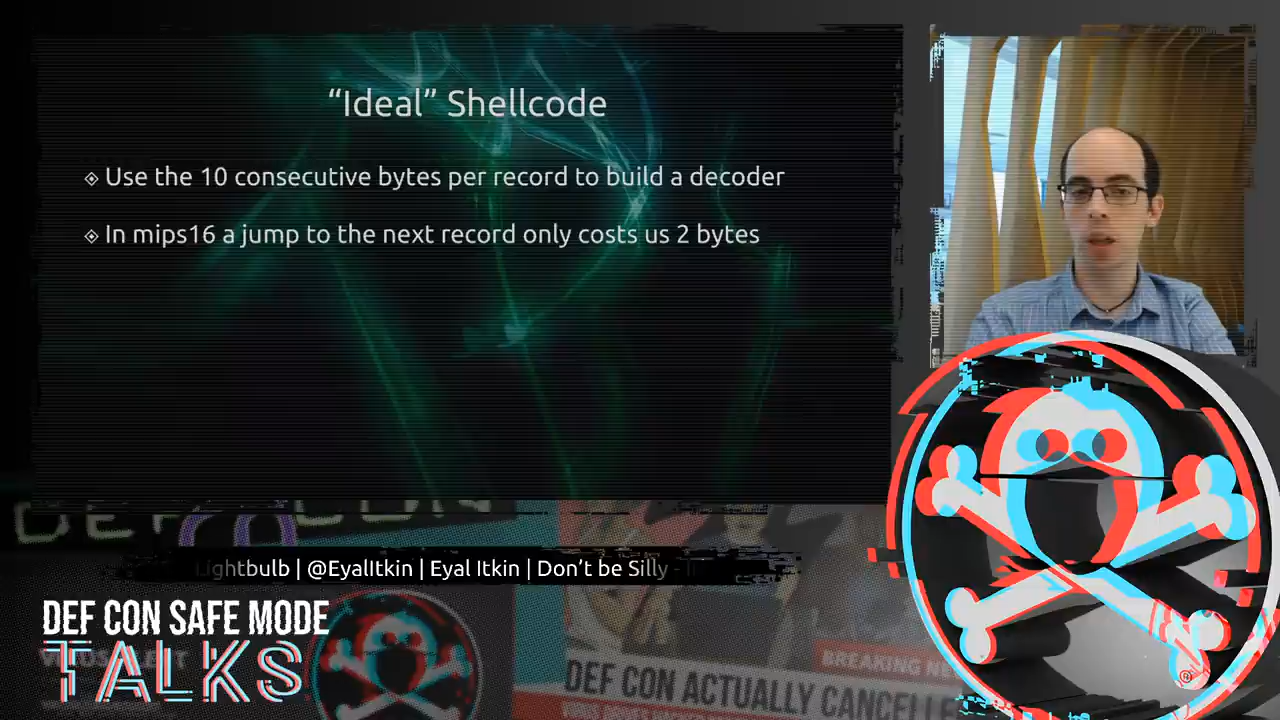 “Ideal” Shellcode
◈ Use the 10 consecutive bytes per record to build a decoder
◈ In mips16 a jump to the next record only costs us 2 bytes
DEF CON
Lightbulb | @EyalItkin | Eyal Itkin | Don’t be Silly -
DEF CON SAFE MODE
TALKS
BREAKING
DEF CON ACTUALLY